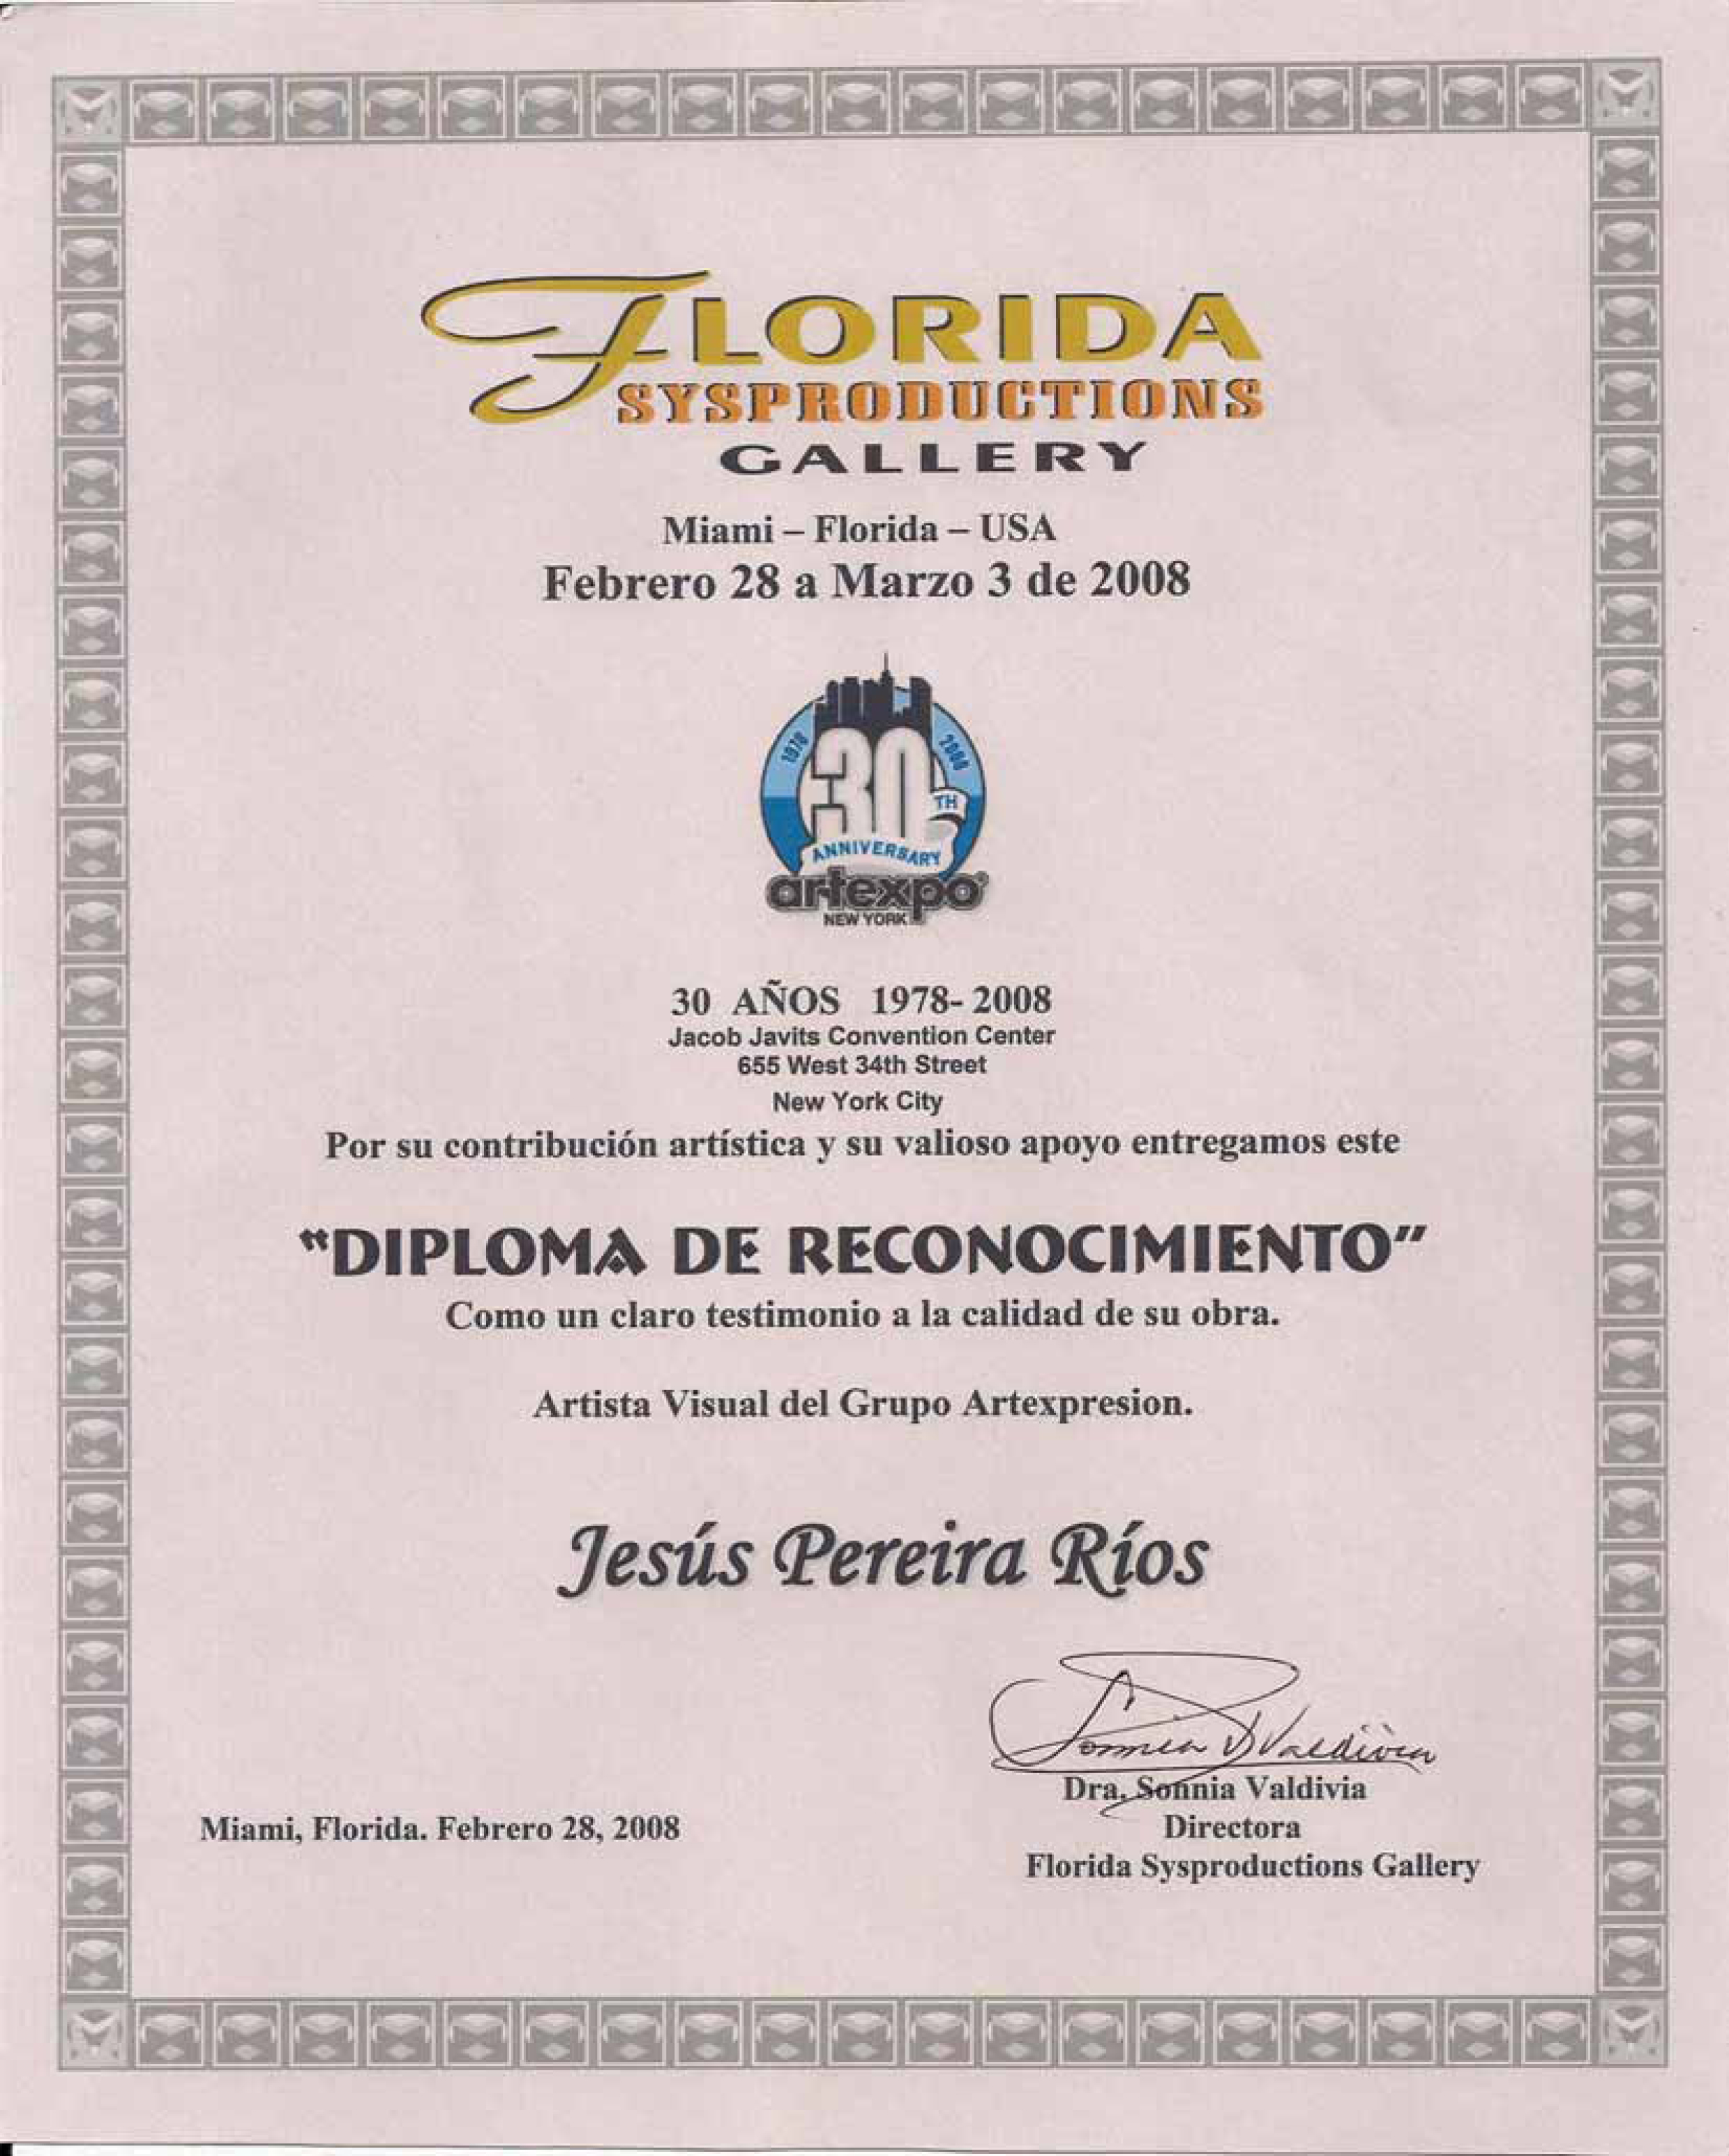 FLORIDA
SYSPRODUCTIONS
GALLERY
Miami – Florida – USA
Febrero 28 a Marzo 3 de 2008
1978 2008
30 TH
ANNIVERSARY
artexpo®
NEW YORK
30 AÑOS 1978- 2008
Jacob Javits Convention Center
655 West 34th Street
New York City
Por su contribución artística y su valioso apoyo entregamos este
"DIPLOMA DE RECONOCIMIENTO"
Como un claro testimonio a la calidad de su obra.
Artista Visual del Grupo Artexpresion.
Jesús Pereira Ríos
Sonnia V Valdivia
Dra. Sonnia Valdivia
Directora
Miami, Florida. Febrero 28, 2008
Florida Sysproductions Gallery